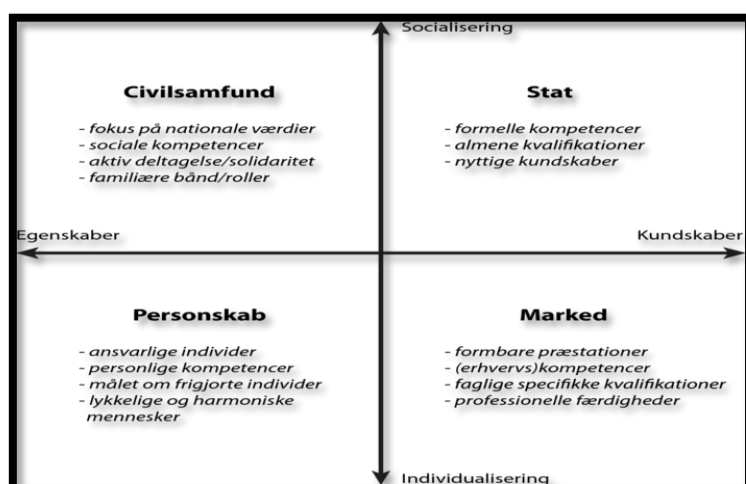 Socialisering
Civilsamfund
- fokus på nationale værdier
- sociale kompetencer
- aktiv deltagelse/solidaritet
- familiære bånd/roller
Stat
- formelle kompetencer
- almene kvalifikationer
- nyttige kundskaber
Egenskaber
Kundskaber
Personskab
- ansvarlige individer
- personlige kompetencer
- målet om frigjorte individer
- lykkelige og harmoniske
mennesker
Marked
- formbare præstationer
- (erhvervs)kompetencer
- faglige specifikke kvalifikationer
- professionelle færdigheder
Individualisering